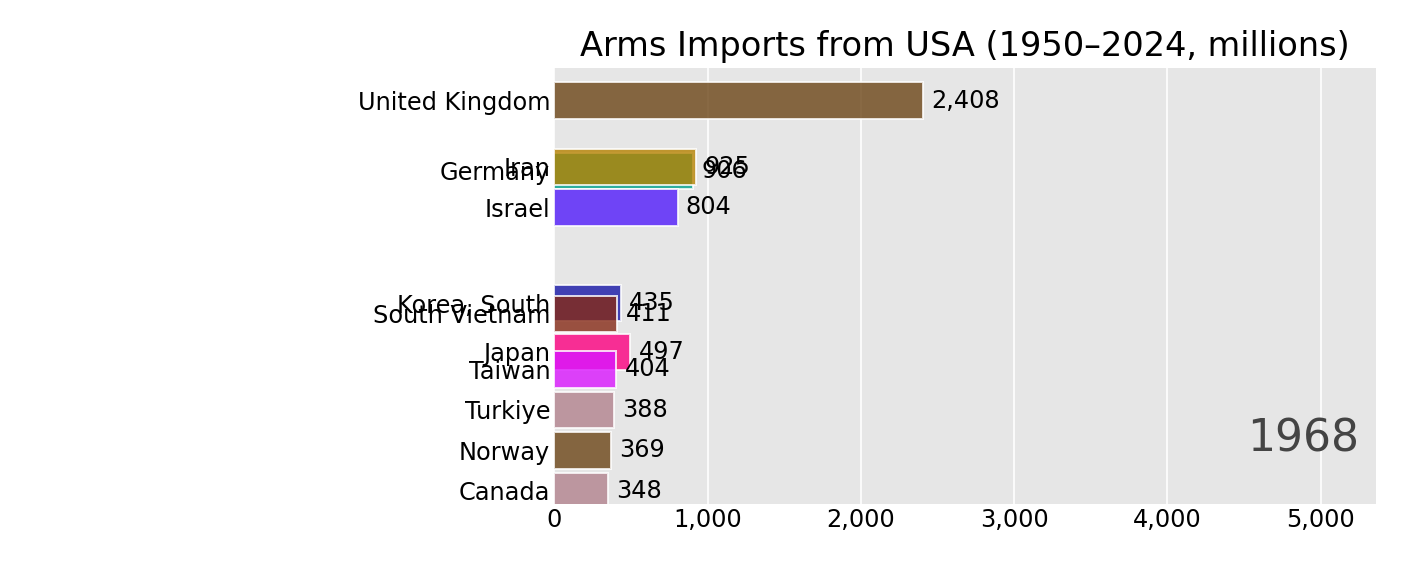 Arms Imports from USA (1950–2024, millions)
United Kingdom 2,408
Iran 925
Germany 906
Israel 804
Korea, South 435
South Vietnam 411
Japan 497
Taiwan 404
Turkiye 388
Norway 369
Canada 348
1968
0 1,000 2,000 3,000 4,000 5,000